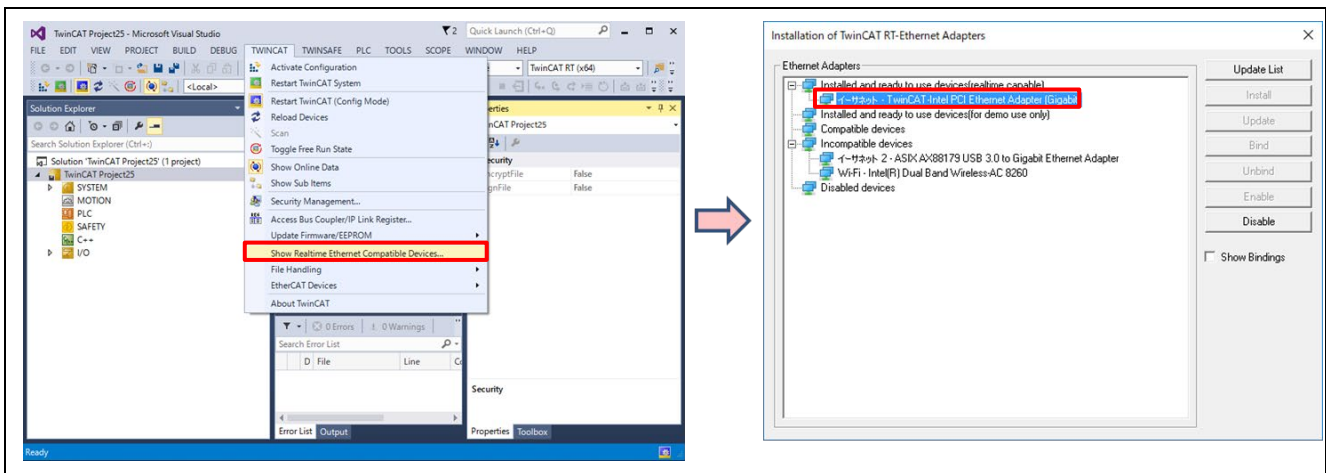 TwinCAT Project25 - Microsoft Visual Studio
2
Quick Launch (Ctrl+Q)
FILE EDIT VIEW PROJECT BUILD DEBUG TWINCAT TWINSAFE PLC TOOLS SCOPE WINDOW HELP
TwinCAT RT (x64)
<Local>
Activate Configuration
Restart TwinCAT System
Restart TwinCAT (Config Mode)
Reload Devices
Scan
Toggle Free Run State
Show Online Data
Show Sub Items
Security Management...
Access Bus Coupler/IP Link Register...
Update Firmware/EEPROM
Show Realtime Ethernet Compatible Devices...
File Handling
EtherCAT Devices
About TwinCAT
Solution Explorer
Search Solution Explorer (Ctrl+:)
Solution 'TwinCAT Project25' (1 project)
TwinCAT Project25
SYSTEM
MOTION
PLC
SAFETY
C++
I/O
erties
nCAT Project25
ecurity
cryptFile False
gnFile False
0 Errors
0 Warnings
Search Error List
D File Line Co
Error List Output
Security
Properties Toolbox
Ready
Installation of TwinCAT RT-Ethernet Adapters
Ethernet Adapters
Installed and ready to use devices(realtime capable)
イーサネット - TwinCAT-Intel PCI Ethernet Adapter (Gigabit
Installed and ready to use devices(for demo use only)
Compatible devices
Incompatible devices
イーサネット 2 - ASIX AX88179 USB 3.0 to Gigabit Ethernet Adapter
Wi-Fi - Intel(R) Dual Band Wireless-AC 8260
Disabled devices
Update List
Install
Update
Bind
Unbind
Enable
Disable
Show Bindings